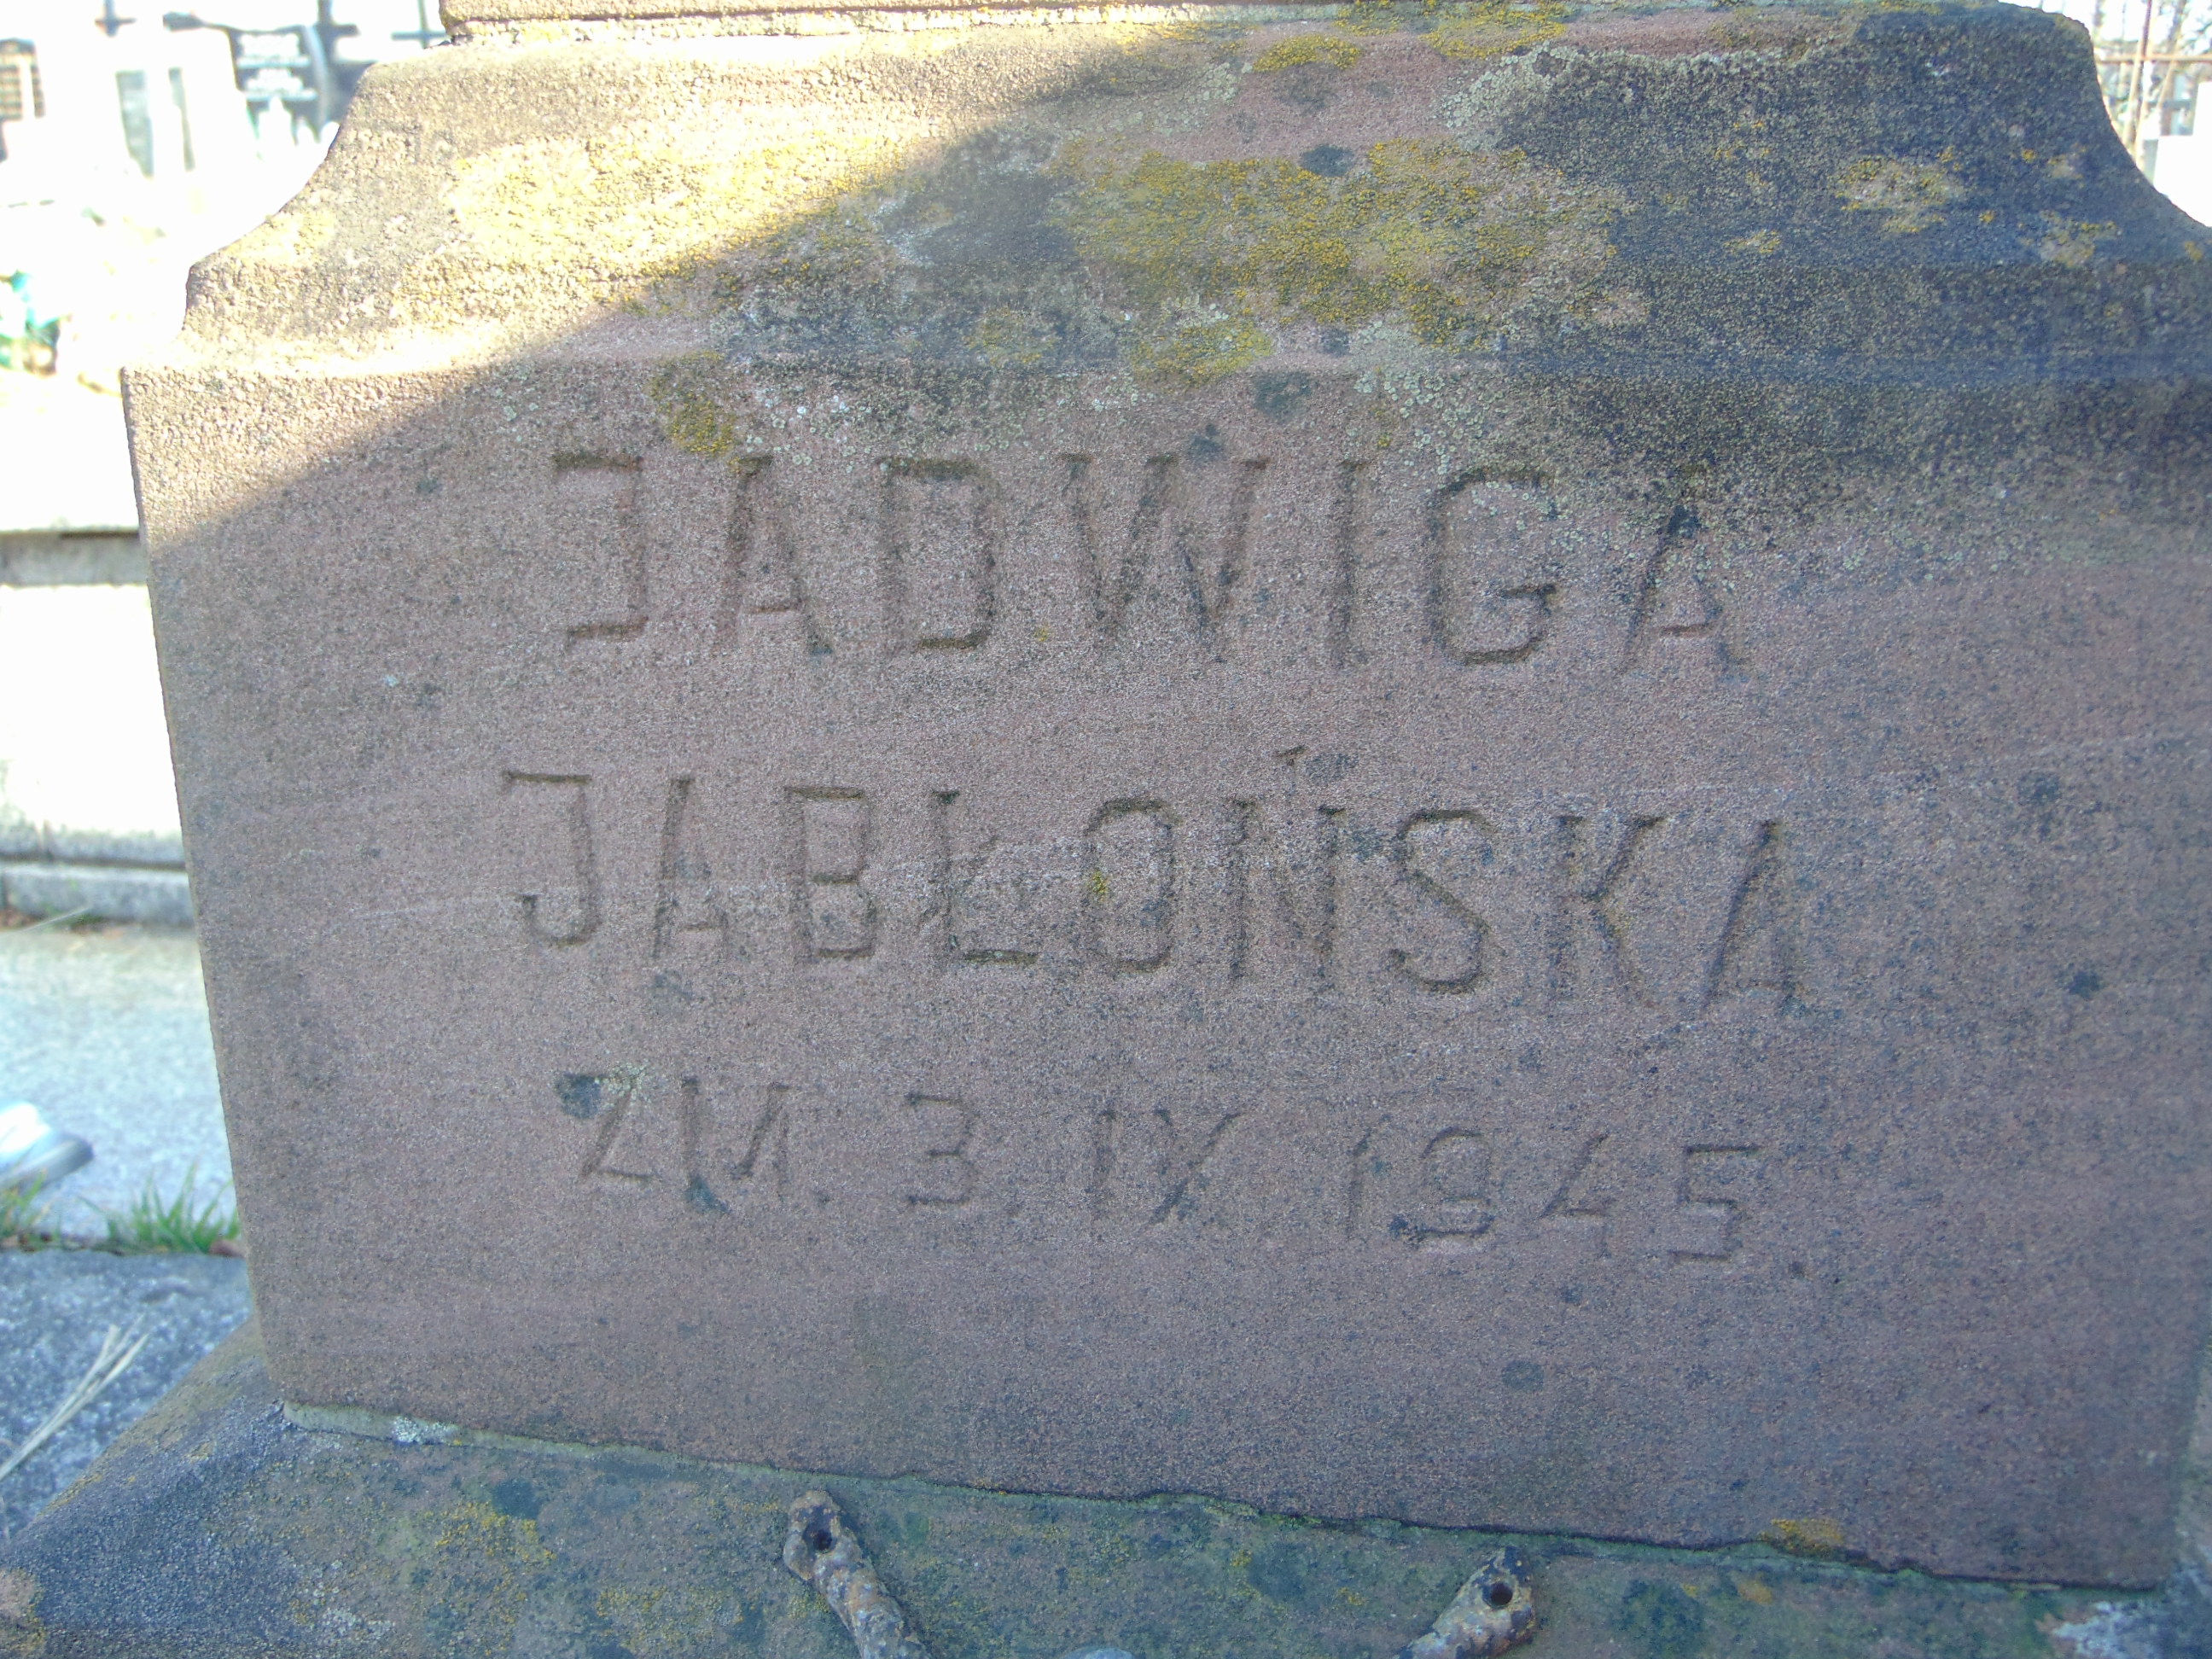 JADWIGA
JABŁOŃSKA
ZM. 3. IX. 1945.